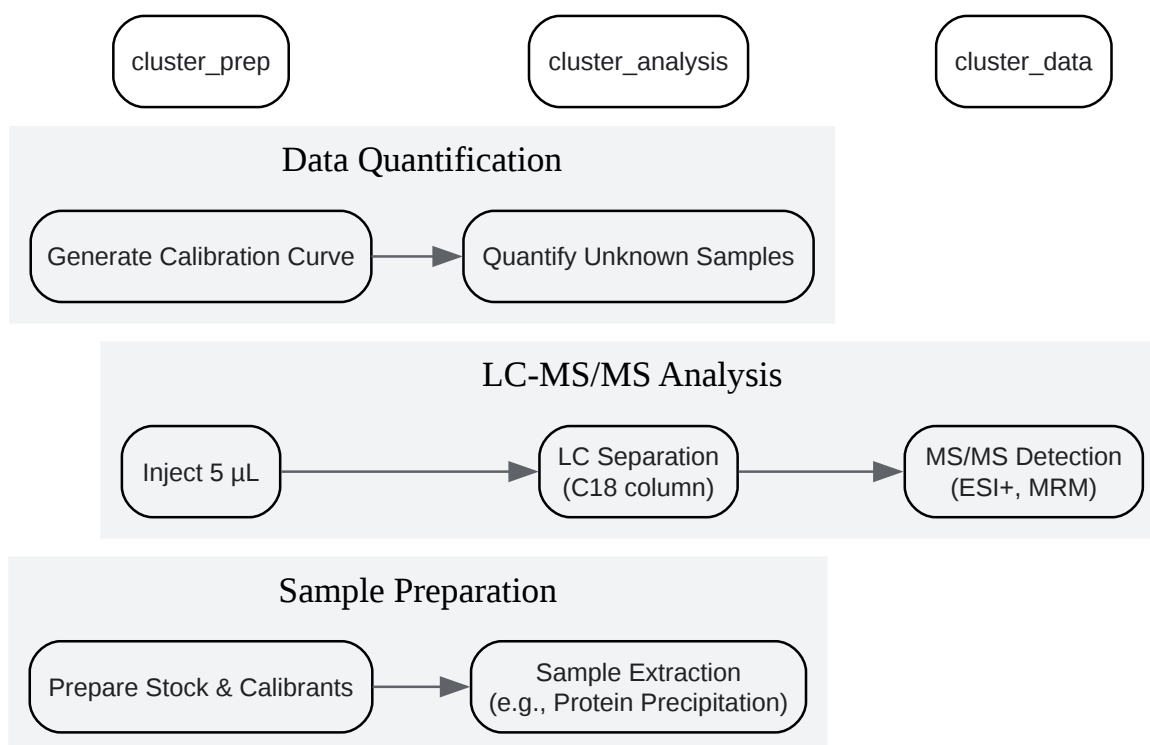 cluster_prep
cluster_analysis
cluster_data
Data Quantification
Generate Calibration Curve
Quantify Unknown Samples
LC-MS/MS Analysis
Inject 5 µL
LC Separation
(C18 column)
MS/MS Detection
(ESI+, MRM)
Sample Preparation
Prepare Stock & Calibrants
Sample Extraction
(e.g., Protein Precipitation)